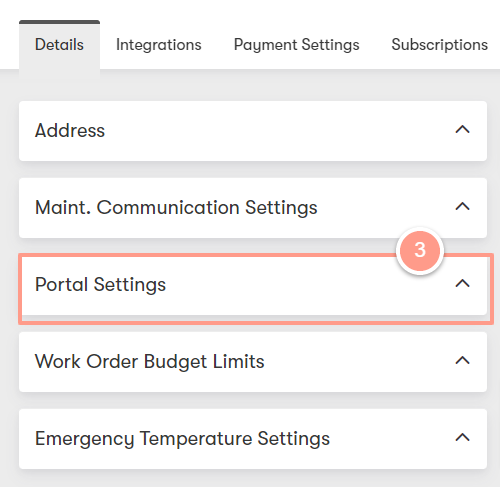 Details Integrations Payment Settings Subscriptions
Address
Maint. Communication Settings
3
Portal Settings
Work Order Budget Limits
Emergency Temperature Settings